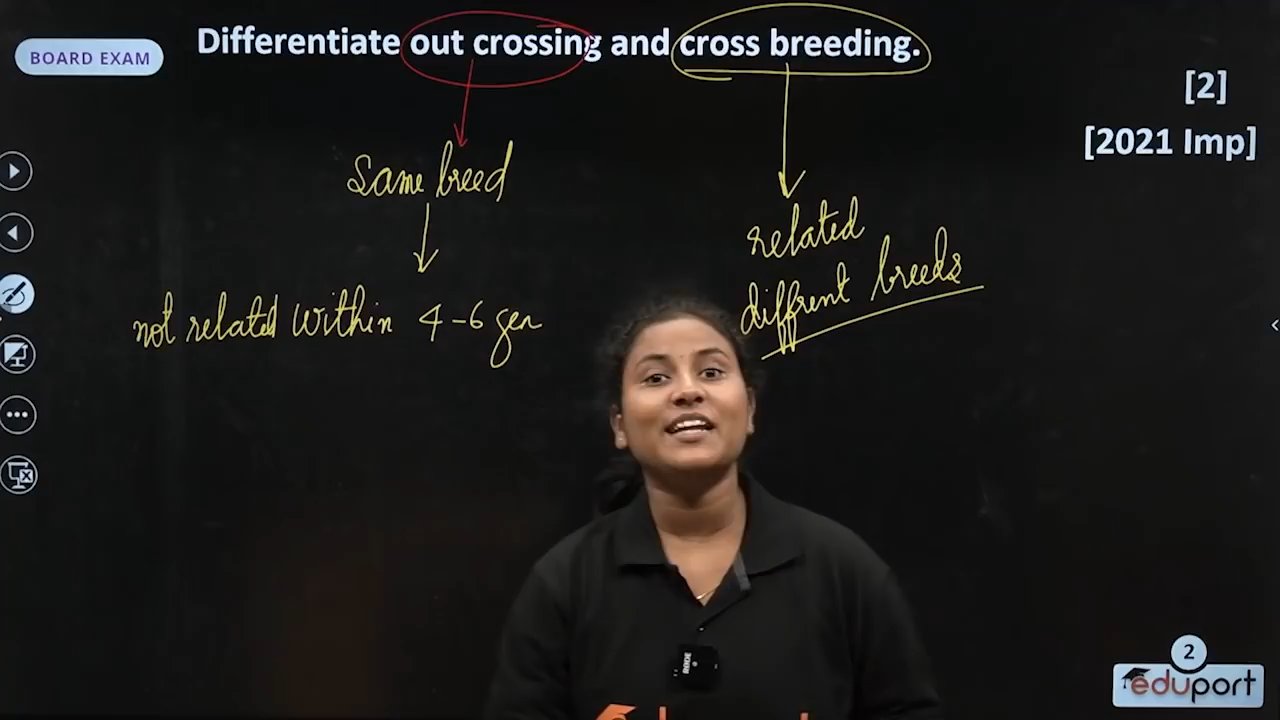 BOARD EXAM
Differentiate out crossing and cross breeding.
[2]
[2021 Imp]
Same breed
not related within 4-6 gen
related
diffrent breeds
RODE
2
eduport